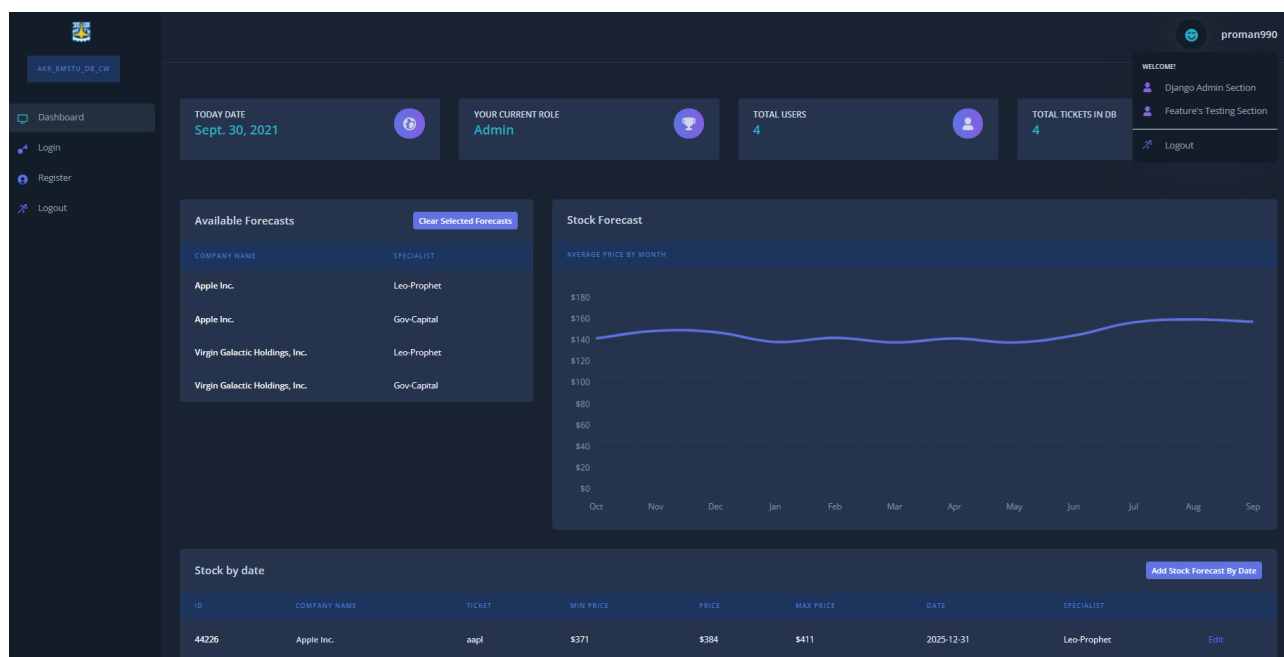 proman990
AKR_BMSTU_DB_CW
WELCOME!
Django Admin Section
Feature's Testing Section
Logout
Dashboard
Login
Register
Logout
TODAY DATE
Sept. 30, 2021
YOUR CURRENT ROLE
Admin
TOTAL USERS
4
TOTAL TICKETS IN DB
4
Available Forecasts
Clear Selected Forecasts
COMPANY NAME SPECIALIST
Apple Inc. Leo-Prophet
Apple Inc. Gov-Capital
Virgin Galactic Holdings, Inc. Leo-Prophet
Virgin Galactic Holdings, Inc. Gov-Capital
Stock Forecast
AVERAGE PRICE BY MONTH
$180
$160
$140
$120
$100
$80
$60
$40
$20
$0
Oct Nov Dec Jan Feb Mar Apr May Jun Jul Aug Sep
Stock by date
Add Stock Forecast By Date
ID COMPANY NAME TICKET MIN PRICE PRICE MAX PRICE DATE SPECIALIST
44226 Apple Inc. aapl $371 $384 $411 2025-12-31 Leo-Prophet Edit